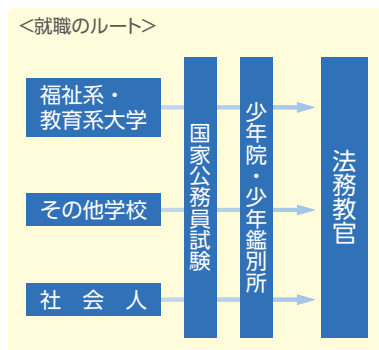 ＜就職のルート＞
福祉系・
教育系大学
その他学校
社会人
国家公務員試験
少年院・少年鑑別所
法務教官